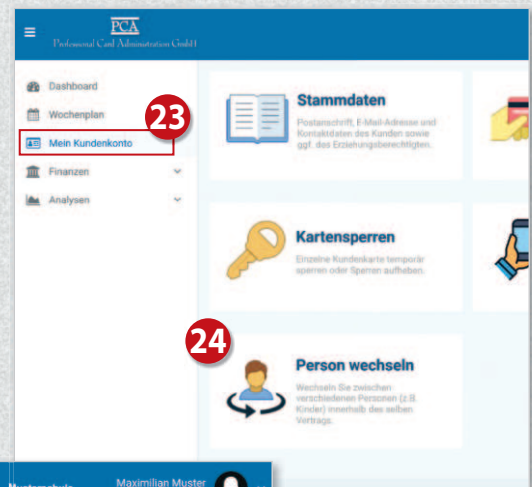 PCA
Professional Card Administration GmbH
Dashboard
Wochenplan
23
Mein Kundenkonto
Finanzen
Analysen
Stammdaten
Postanschrift, E-Mail-Adresse und
Kontaktdaten des Kunden sowie
ggf. das Erziehungsberechtigten.
Kartensperren
Einzelne Kundenkarte temporär
sperren oder Sperren aufheben.
24
Person wechseln
Wechseln Sie zwischen
verschiedenen Personen (z.B.
Kinder) innerhalb des selben
Vertrags.
Maximilian Muster